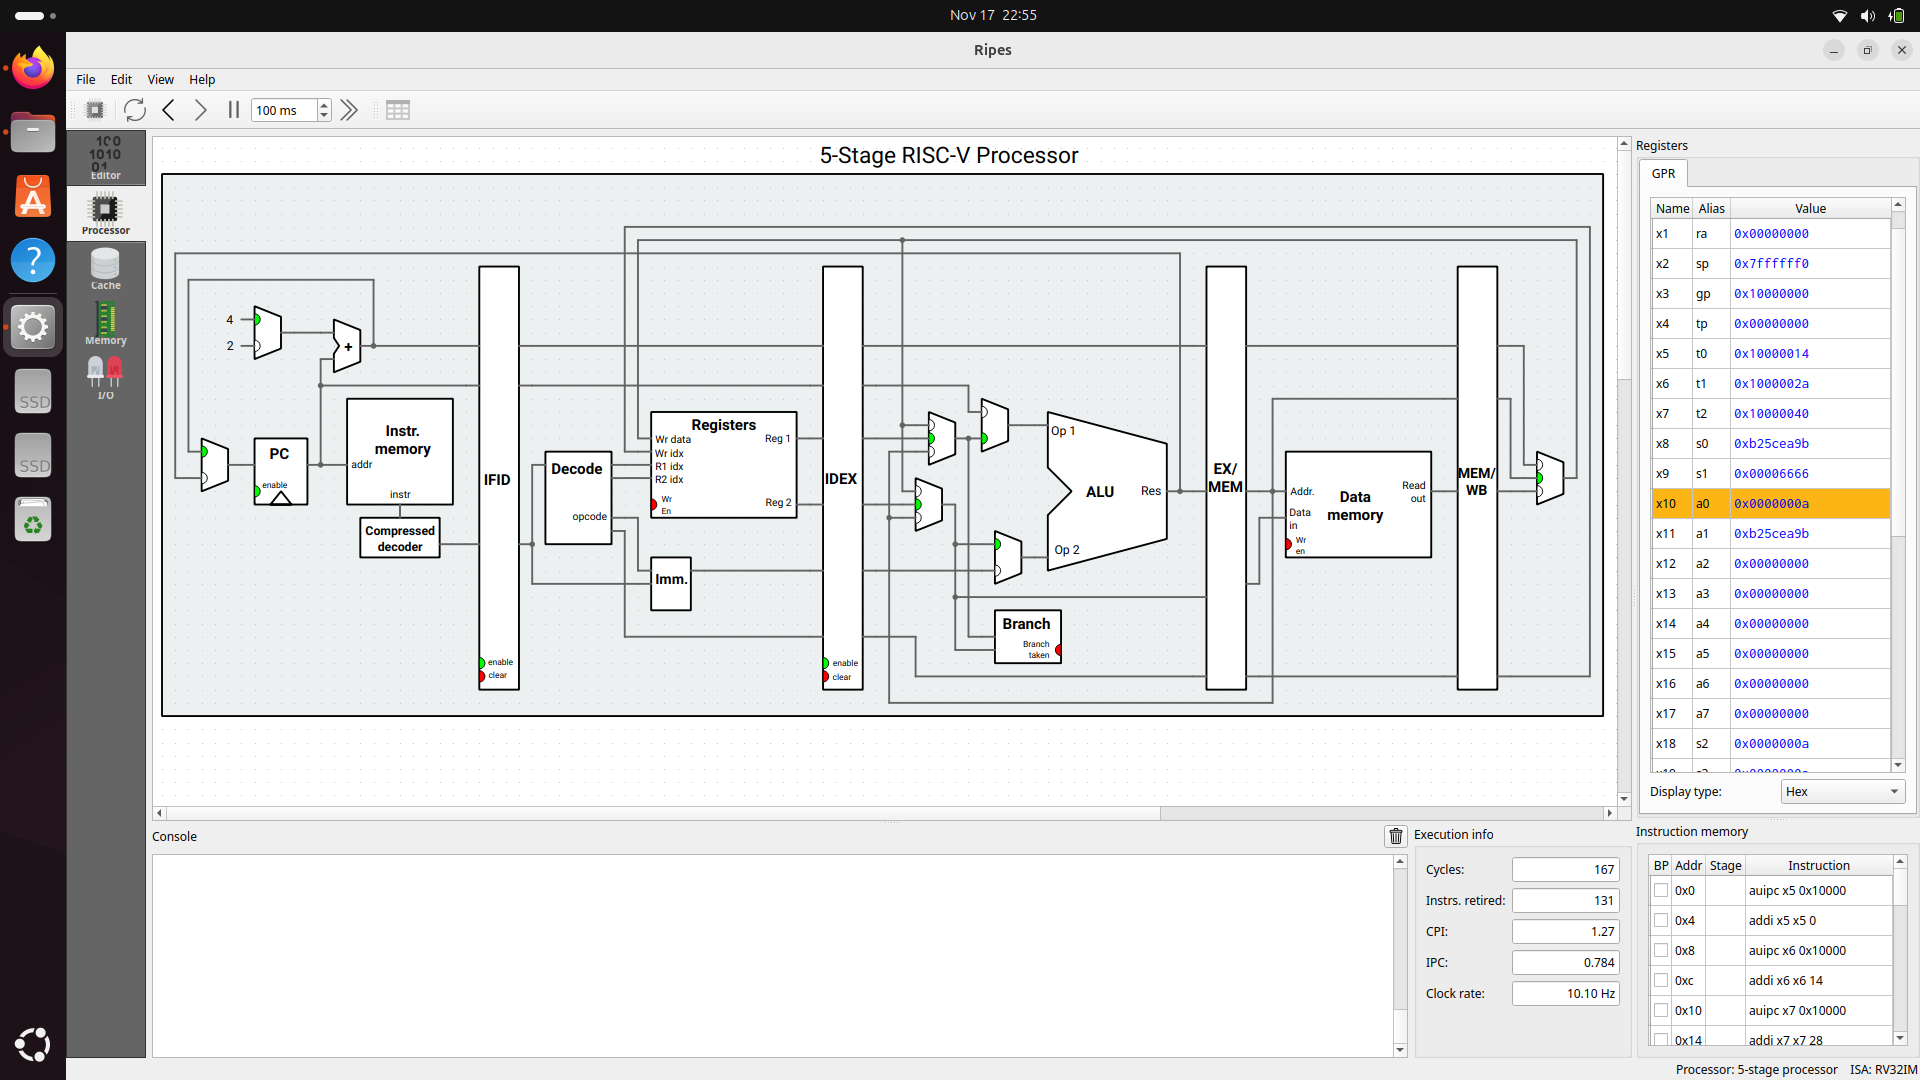 Nov 17 22:55
Ripes
File Edit View Help
100 ms
Editor
Processor
Cache
Memory
I/O
SSD
SSD
5-Stage RISC-V Processor
4
2
+
PC
enable
addr
Instr. memory
instr
Compressed decoder
IFID
enable
clear
Decode
opcode
Registers
Wr data
Wr idx
R1 idx
R2 idx
Wr En
Reg 1
Reg 2
Imm.
IDEX
enable
clear
Op 1
ALU
Res
Op 2
Branch
Branch taken
EX/ MEM
Addr.
Data in
Wr en
Data memory
Read out
MEM/ WB
Registers
GPR
Name Alias Value
x1 ra 0x00000000
x2 sp 0x7ffffff0
x3 gp 0x10000000
x4 tp 0x00000000
x5 t0 0x10000014
x6 t1 0x1000002a
x7 t2 0x10000040
x8 s0 0xb25cea9b
x9 s1 0x00006666
x10 a0 0x0000000a
x11 a1 0xb25cea9b
x12 a2 0x00000000
x13 a3 0x00000000
x14 a4 0x00000000
x15 a5 0x00000000
x16 a6 0x00000000
x17 a7 0x00000000
x18 s2 0x0000000a
Display type: Hex
Console
Execution info
Cycles: 167
Instrs. retired: 131
CPI: 1.27
IPC: 0.784
Clock rate: 10.10 Hz
Instruction memory
BP Addr Stage Instruction
0x0 auipc x5 0x10000
0x4 addi x5 x5 0
0x8 auipc x6 0x10000
0xc addi x6 x6 14
0x10 auipc x7 0x10000
0x14 addi x7 x7 28
Processor: 5-stage processor ISA: RV32IM